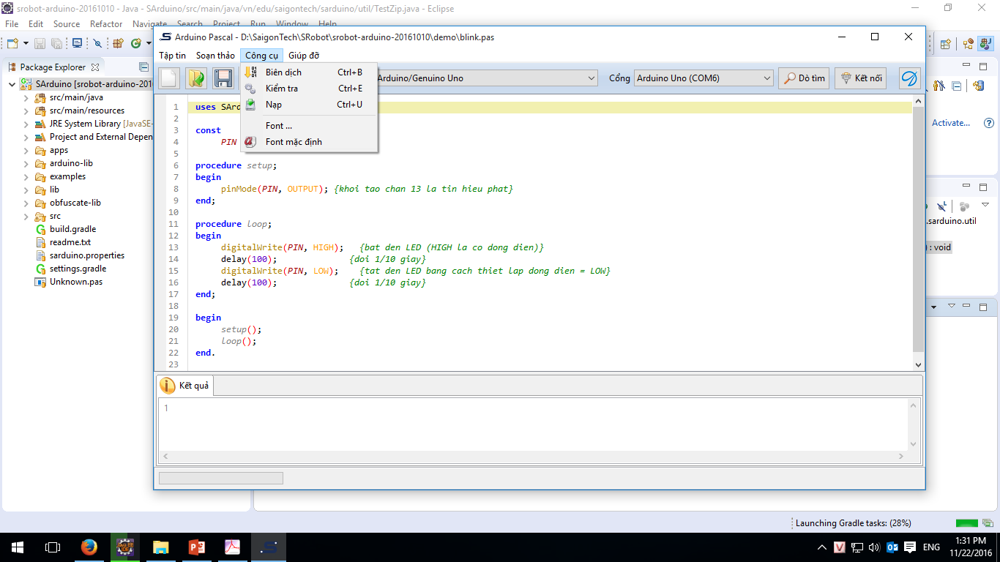 srobot-arduino-20161010 - Java - SArduino/src/main/java/vn/edu/saigontech/sarduino/util/TestZip.java - Eclipse
File Edit Source Refactor Navigate Search Project Run Window Help
Package Explorer
SArduino [srobot-arduino-201
src/main/java
src/main/resources
JRE System Library [JavaSE-
Project and External Depen
apps
arduino-lib
examples
lib
obfuscate-lib
src
build.gradle
readme.txt
sarduino.properties
settings.gradle
Unknown.pas
Arduino Pascal - D:\SaigonTech\SRobot\srobot-arduino-20161010\demo\blink.pas
Tập tin Soạn thảo Công cụ Giúp đỡ
Arduino/Genuino Uno Cổng Arduino Uno (COM6) Dò tìm Kết nối
Biên dịch Ctrl+B
Kiểm tra Ctrl+E
Nạp Ctrl+U
Font ...
Font mặc định
1 uses SArd
2
3 const
4 PIN
5
6 procedure setup;
7 begin
8 pinMode(PIN, OUTPUT); {khoi tao chan 13 la tin hieu phat}
9 end;
10
11 procedure loop;
12 begin
13 digitalWrite(PIN, HIGH); {bat den LED (HIGH la co dong dien)}
14 delay(100); {doi 1/10 giay}
15 digitalWrite(PIN, LOW); {tat den LED bang cach thiet lap dong dien = LOW}
16 delay(100); {doi 1/10 giay}
17 end;
18
19 begin
20 setup();
21 loop();
22 end.
23
Kết quả
1
Activate...
.sarduino.util
) : void
Launching Gradle tasks: (28%)
ENG
1:31 PM
11/22/2016